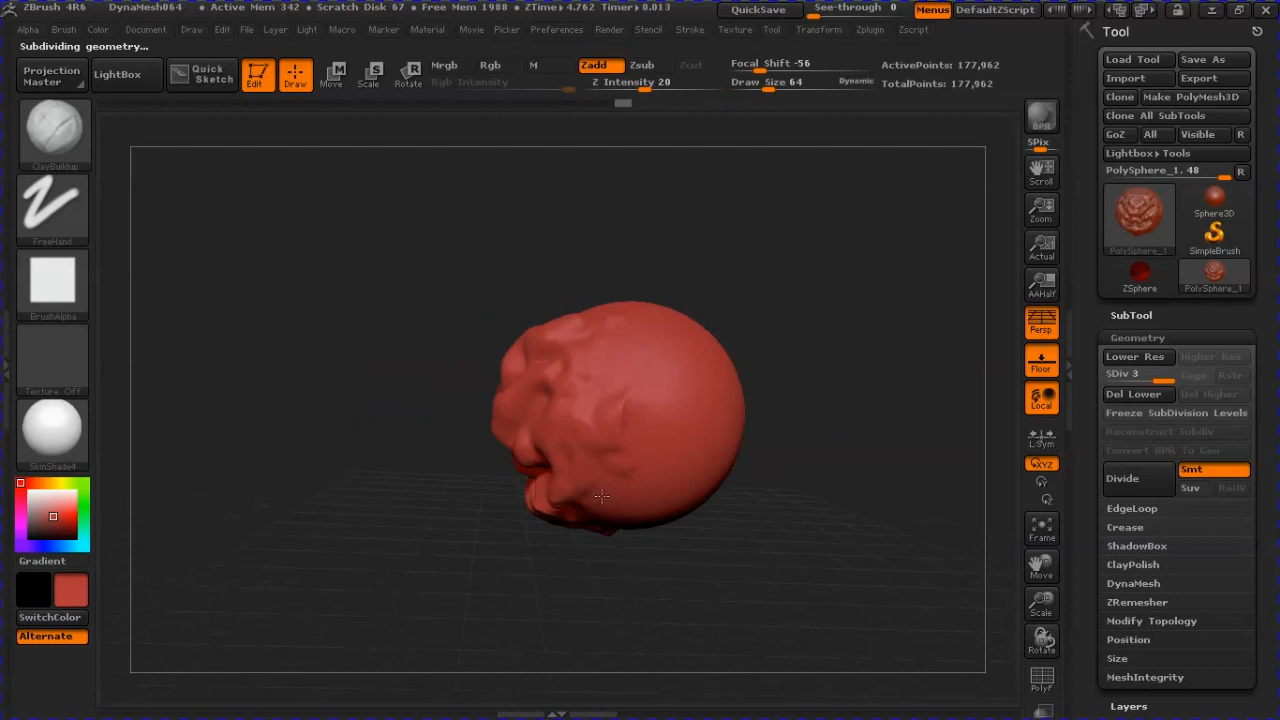 ZBrush 4R6 DynaMesh064 • Active Mem 342 • Scratch Disk 67 • Free Mem 1988 • ZTime▸4.762 Timer▸0.013 QuickSave See-through 0 Menus DefaultZScript
Alpha Brush Color Document Draw Edit File Layer Light Macro Marker Material Movie Picker Preferences Render Stencil Stroke Texture Tool Transform Zplugin Zscript
Subdividing geometry...
Projection Master
LightBox
Quick Sketch
Edit
Draw
Move
Scale
Rotate
Mrgb Rgb M
Rgb Intensity
Zadd Zsub Zcut
Z Intensity 20
Focal Shift -56
Draw Size 64 Dynamic
ActivePoints: 177,962
TotalPoints: 177,962
ClayBuildup
FreeHand
BrushAlpha
Texture Off
SkinShade4
Gradient
SwitchColor
Alternate
BPR
SPix
Scroll
Zoom
Actual
AAHalf
Persp
Floor
Local
L.Sym
XYZ
Y
Z
Frame
Move
Scale
Rotate
PolyF
Tool
Load Tool Save As
Import Export
Clone Make PolyMesh3D
Clone All SubTools
GoZ All Visible R
Lightbox▸Tools
PolySphere_1. 48 R
PolySphere_1
Sphere3D
SimpleBrush
ZSphere
PolySphere_1
SubTool
Geometry
Lower Res Higher Res
SDiv 3 Cage Rstr
Del Lower Del Higher
Freeze SubDivision Levels
Reconstruct Subdiv
Convert BPR To Geo
Divide Smt
Suv ReUV
EdgeLoop
Crease
ShadowBox
ClayPolish
DynaMesh
ZRemesher
Modify Topology
Position
Size
MeshIntegrity
Layers